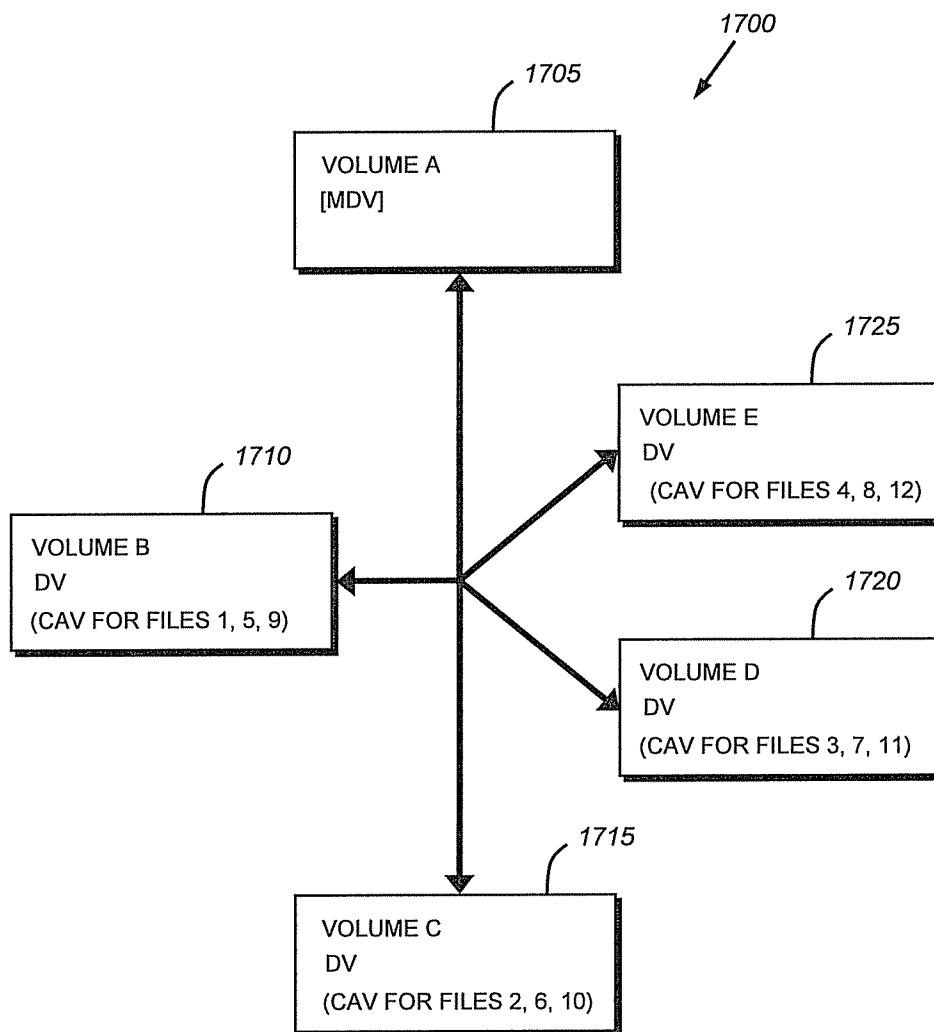 1700
1705
VOLUME A
[MDV]
1725
VOLUME E
DV
(CAV FOR FILES 4, 8, 12)
1710
VOLUME B
DV
(CAV FOR FILES 1, 5, 9)
1720
VOLUME D
DV
(CAV FOR FILES 3, 7, 11)
1715
VOLUME C
DV
(CAV FOR FILES 2, 6, 10)